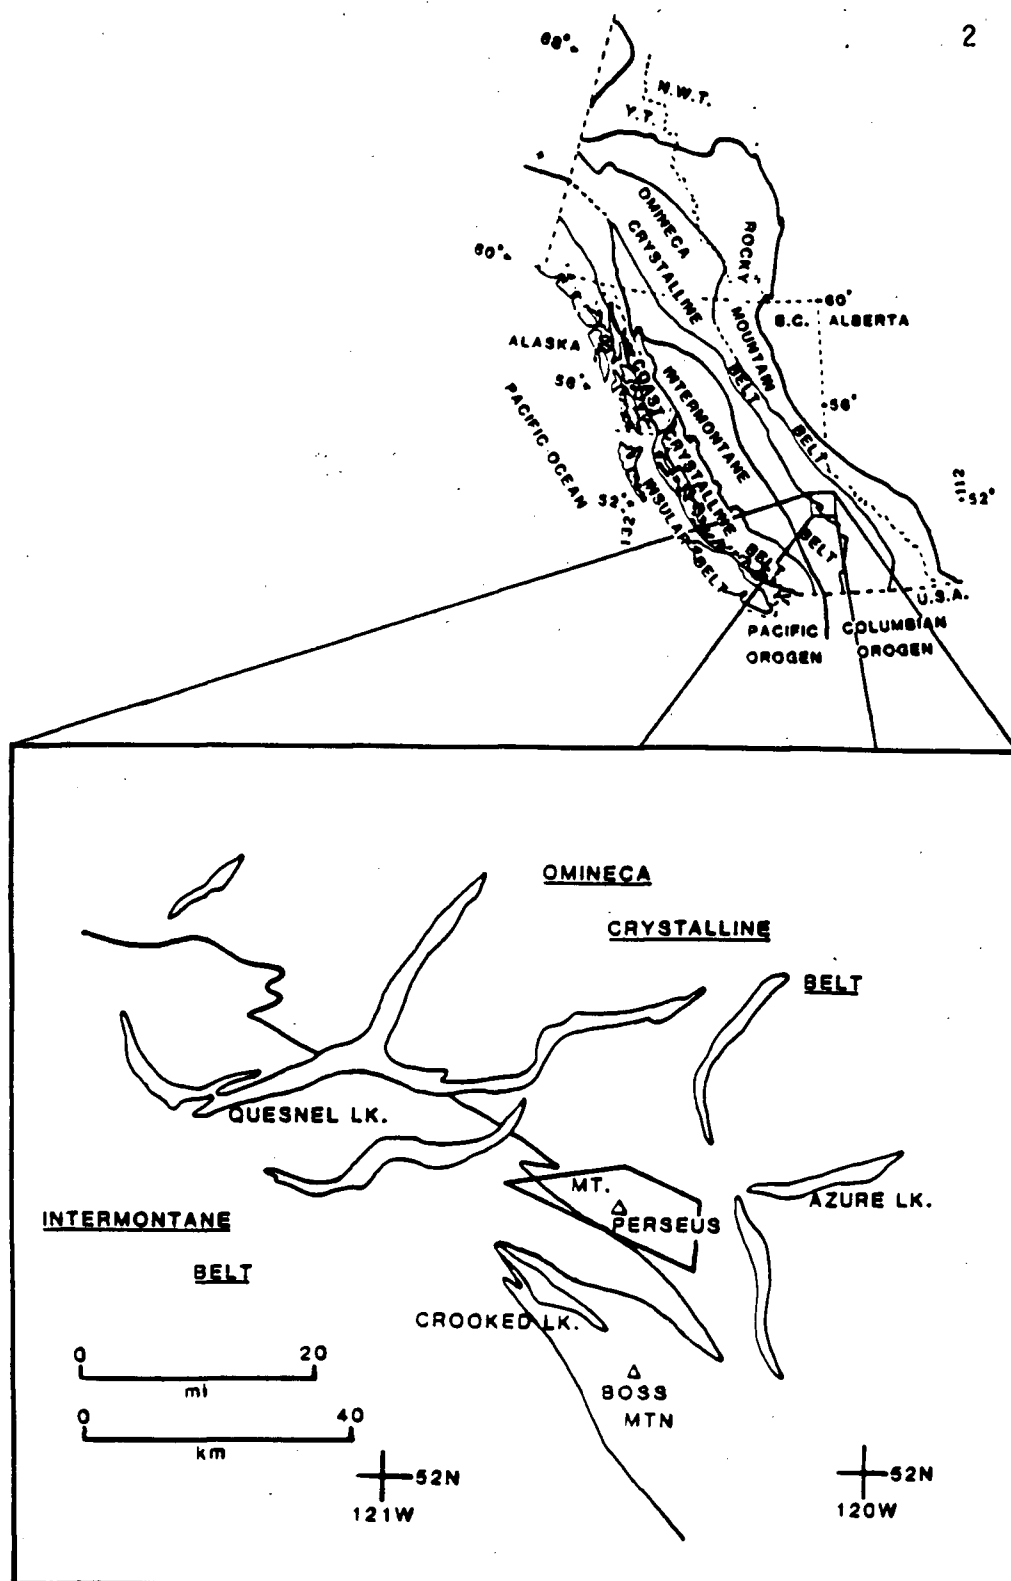 2
68°
N.W.T.
Y.T.
OMINECA
CRYSTALLINE
BELT
ROCKY
MOUNTAIN
BELT
60°
60°
B.C. ALBERTA
ALASKA
56°
56°
COAST
CRYSTALLINE
BELT
INTERMONTANE
BELT
PACIFIC OCEAN
INSULAR
BELT
52°
132
112
52°
U.S.A.
PACIFIC
OROGEN
COLUMBIAN
OROGEN
OMINECA
CRYSTALLINE
BELT
QUESNEL LK.
MT.
PERSEUS
AZURE LK.
INTERMONTANE
BELT
CROOKED LK.
BOSS
MTN
0 20
mi
0 40
km
52N
121W
52N
120W